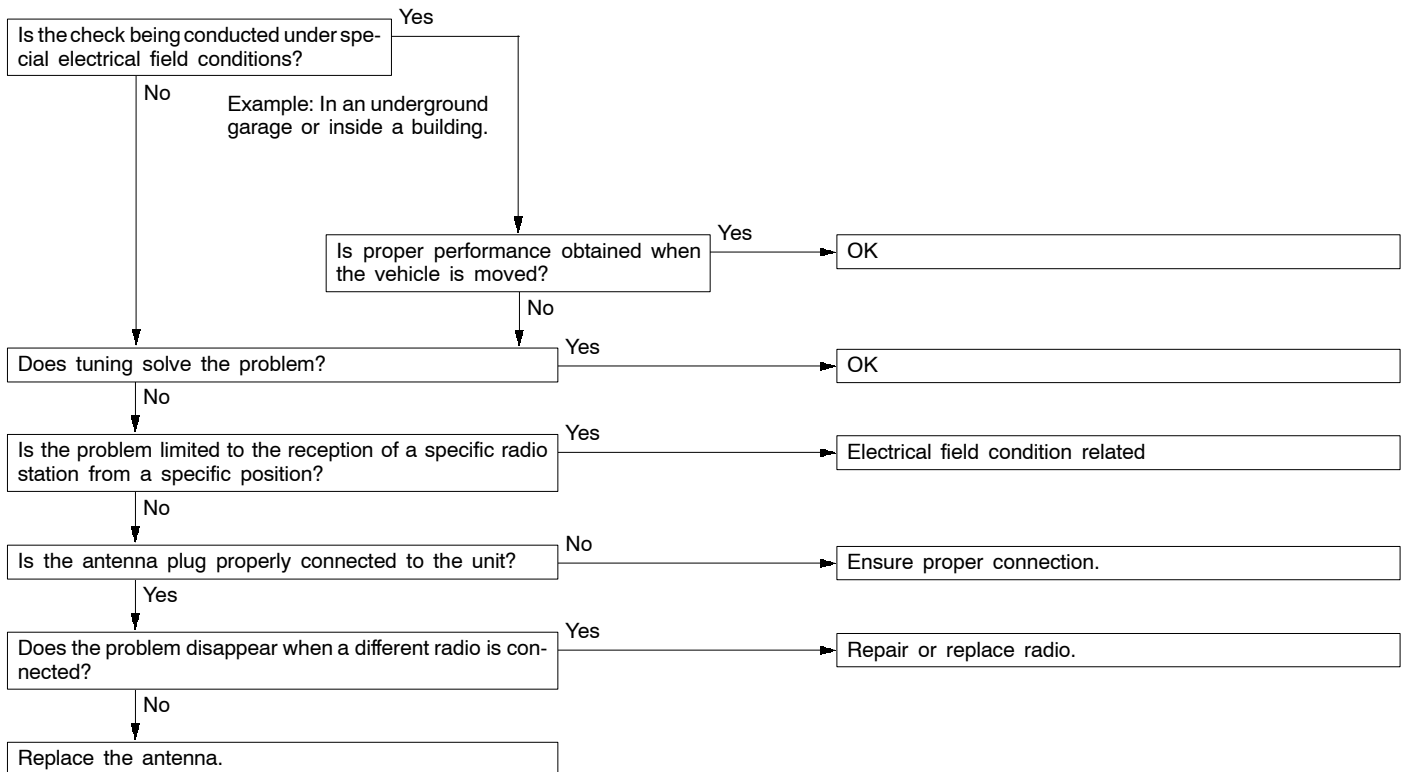 Is the check being conducted under spe-
cial electrical field conditions?
Yes
No
Example: In an underground
garage or inside a building.
Is proper performance obtained when
the vehicle is moved?
Yes
OK
No
Does tuning solve the problem?
Yes
OK
No
Is the problem limited to the reception of a specific radio
station from a specific position?
Yes
Electrical field condition related
No
Is the antenna plug properly connected to the unit?
No
Ensure proper connection.
Yes
Does the problem disappear when a different radio is con-
nected?
Yes
Repair or replace radio.
No
Replace the antenna.